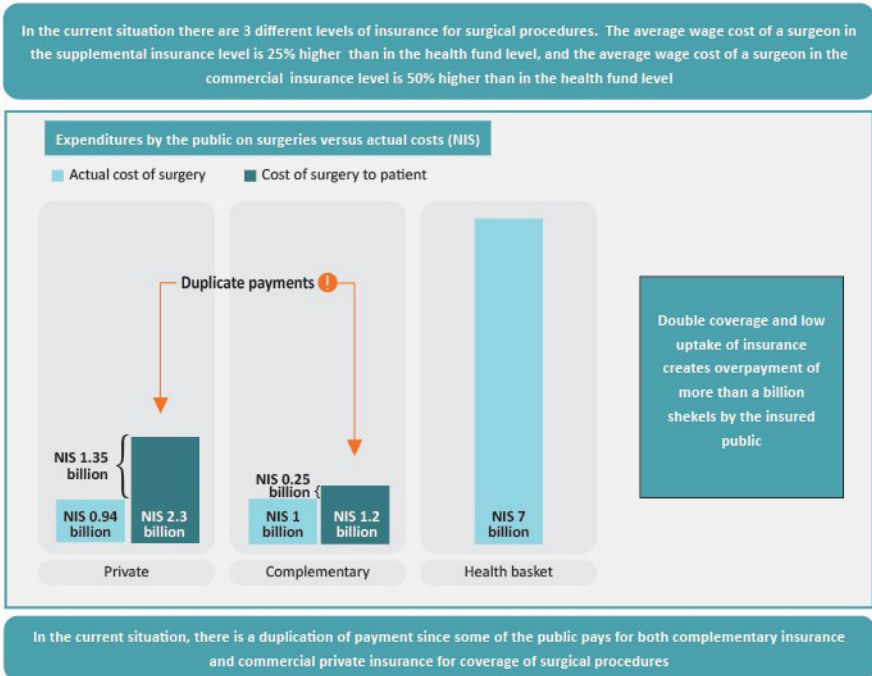 In the current situation there are 3 different levels of insurance for surgical procedures. The average wage cost of a surgeon in
the supplemental insurance level is 25% higher than in the health fund level, and the average wage cost of a surgeon in the
commercial insurance level is 50% higher than in the health fund level
Expenditures by the public on surgeries versus actual costs (NIS)
Actual cost of surgery
Cost of surgery to patient
Duplicate payments !
NIS 1.35
billion
NIS 0.94
billion
NIS 2.3
billion
NIS 0.25
billion
NIS 1
billion
NIS 1.2
billion
NIS 7
billion
Private
Complementary
Health basket
Double coverage and low
uptake of insurance
creates overpayment of
more than a billion
shekels by the insured
public
In the current situation, there is a duplication of payment since some of the public pays for both complementary insurance
and commercial private insurance for coverage of surgical procedures